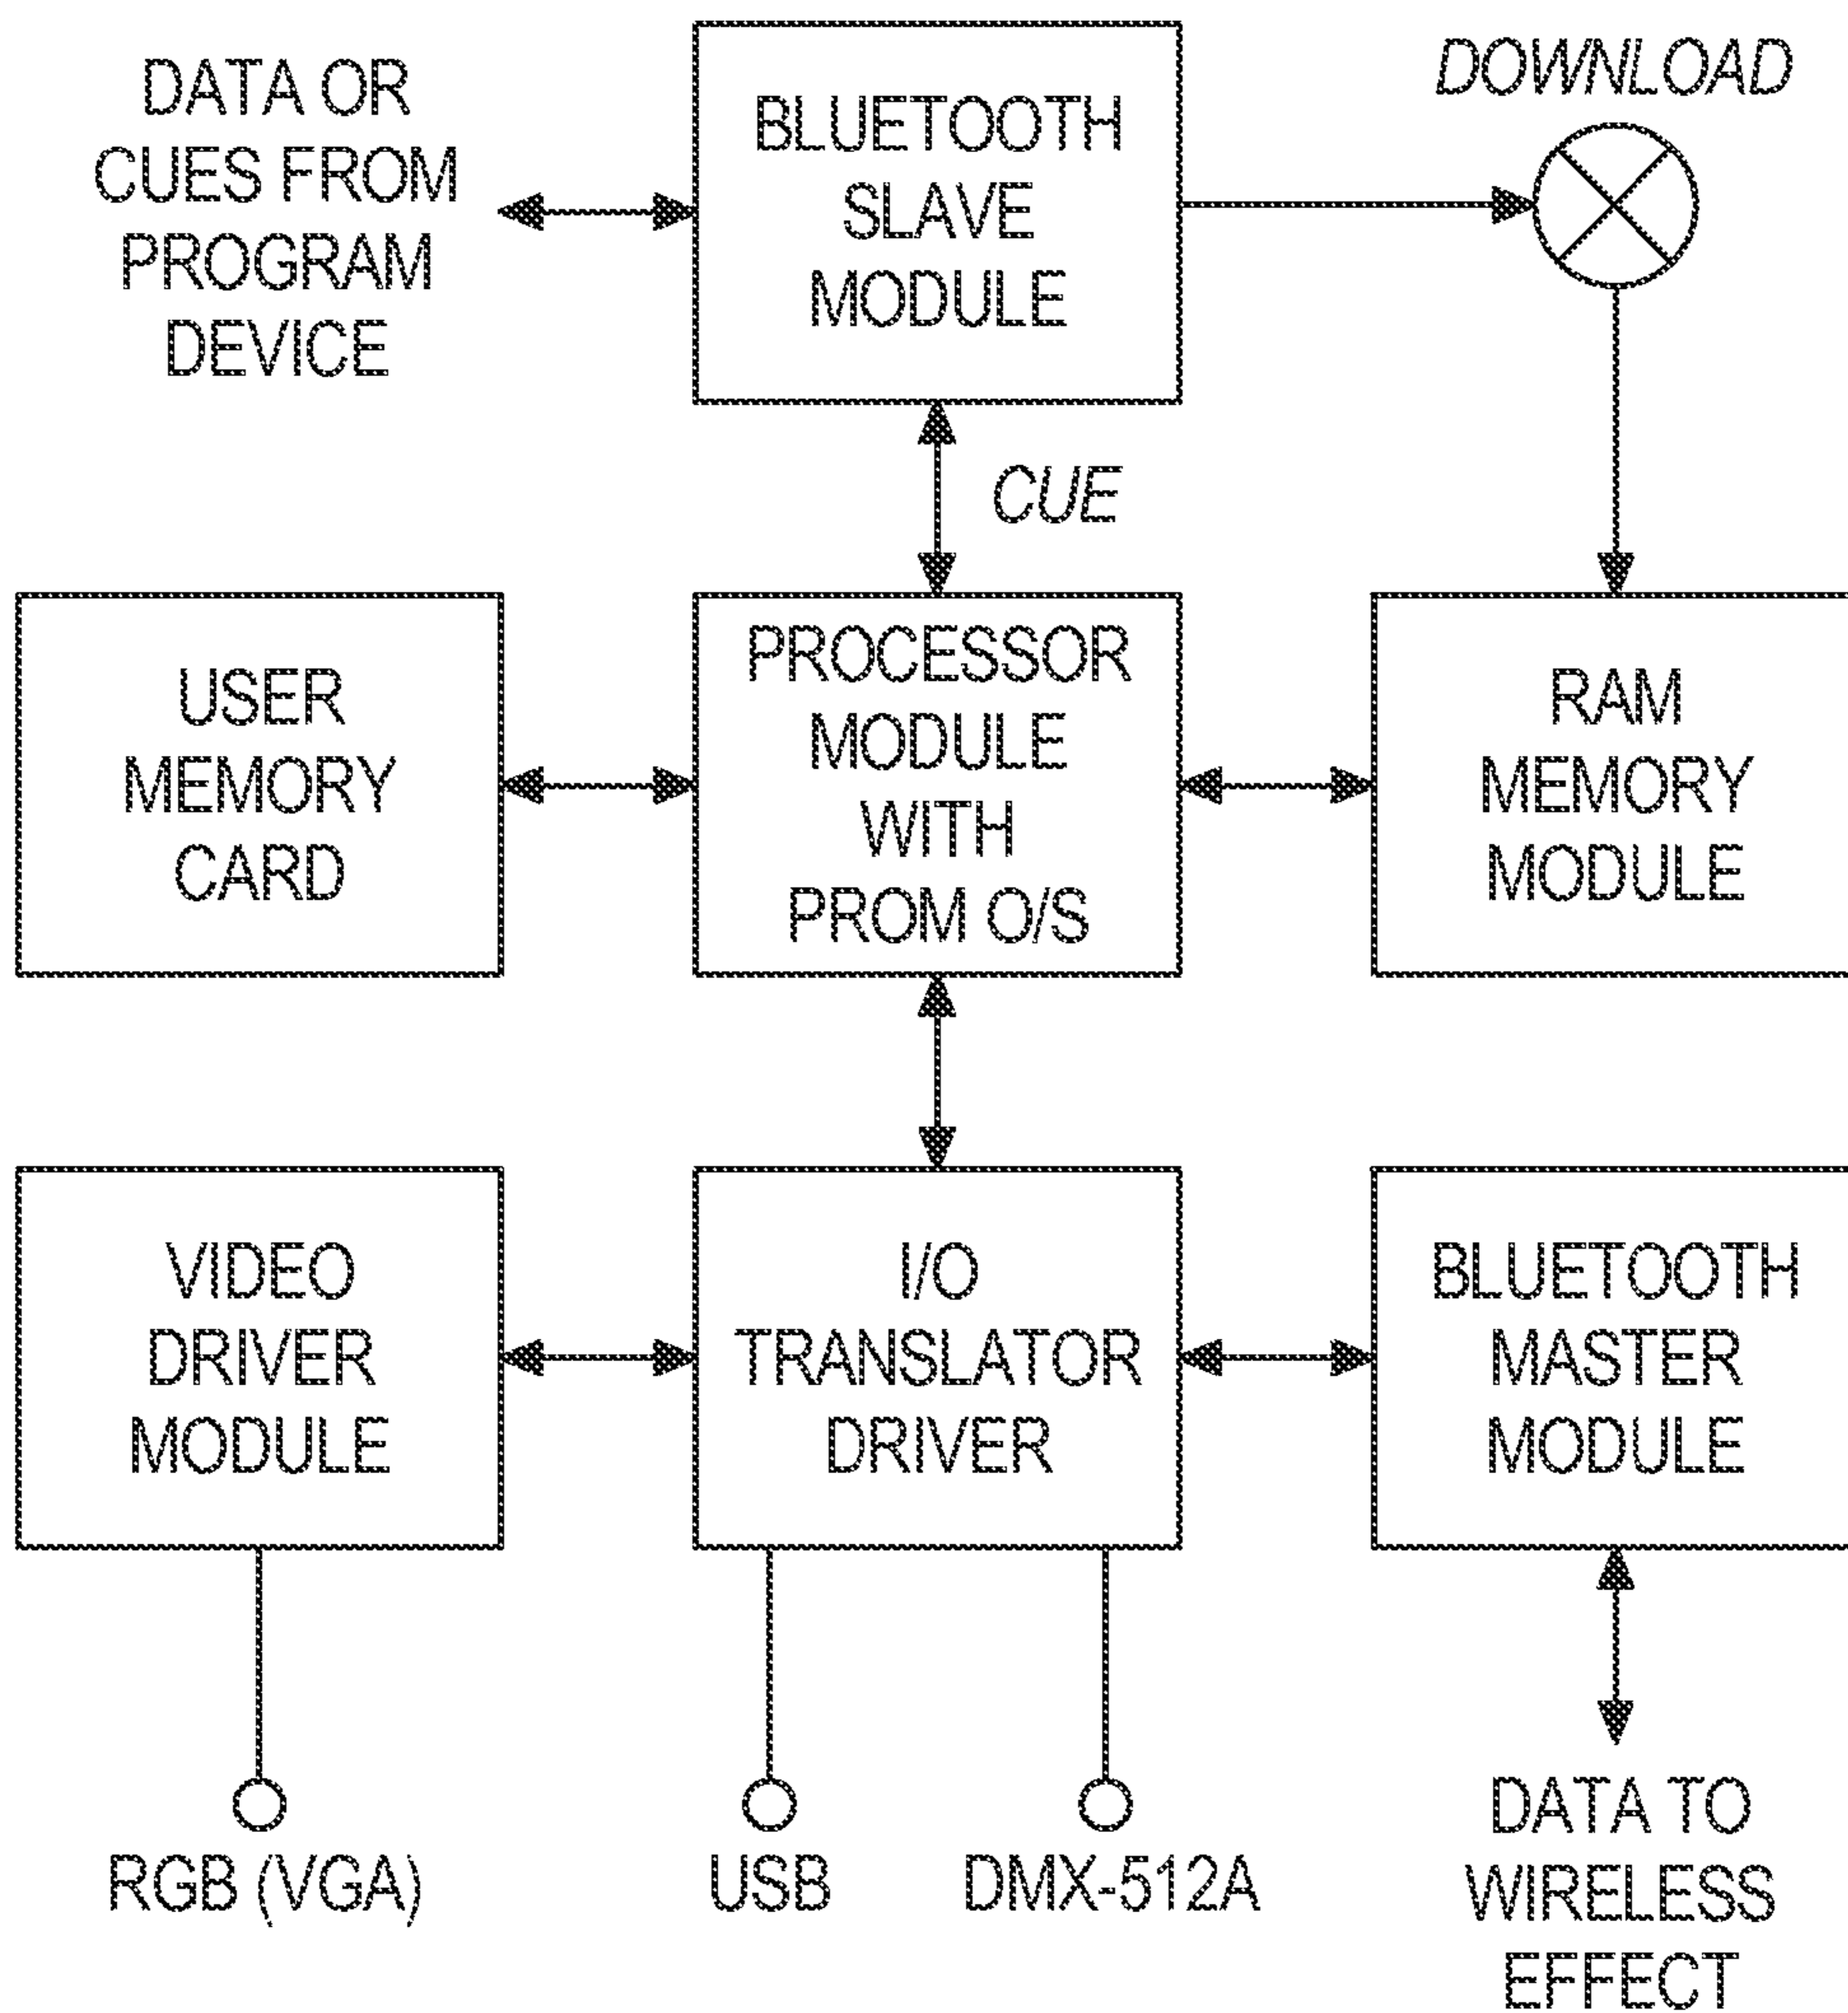 DATA OR
CUES FROM
PROGRAM
DEVICE
BLUETOOTH
SLAVE
MODULE
DOWNLOAD
CUE
USER
MEMORY
CARD
PROCESSOR
MODULE
WITH
PROM O/S
RAM
MEMORY
MODULE
VIDEO
DRIVER
MODULE
I/O
TRANSLATOR
DRIVER
BLUETOOTH
MASTER
MODULE
RGB (VGA)
USB
DMX-512A
DATA TO
WIRELESS
EFFECT